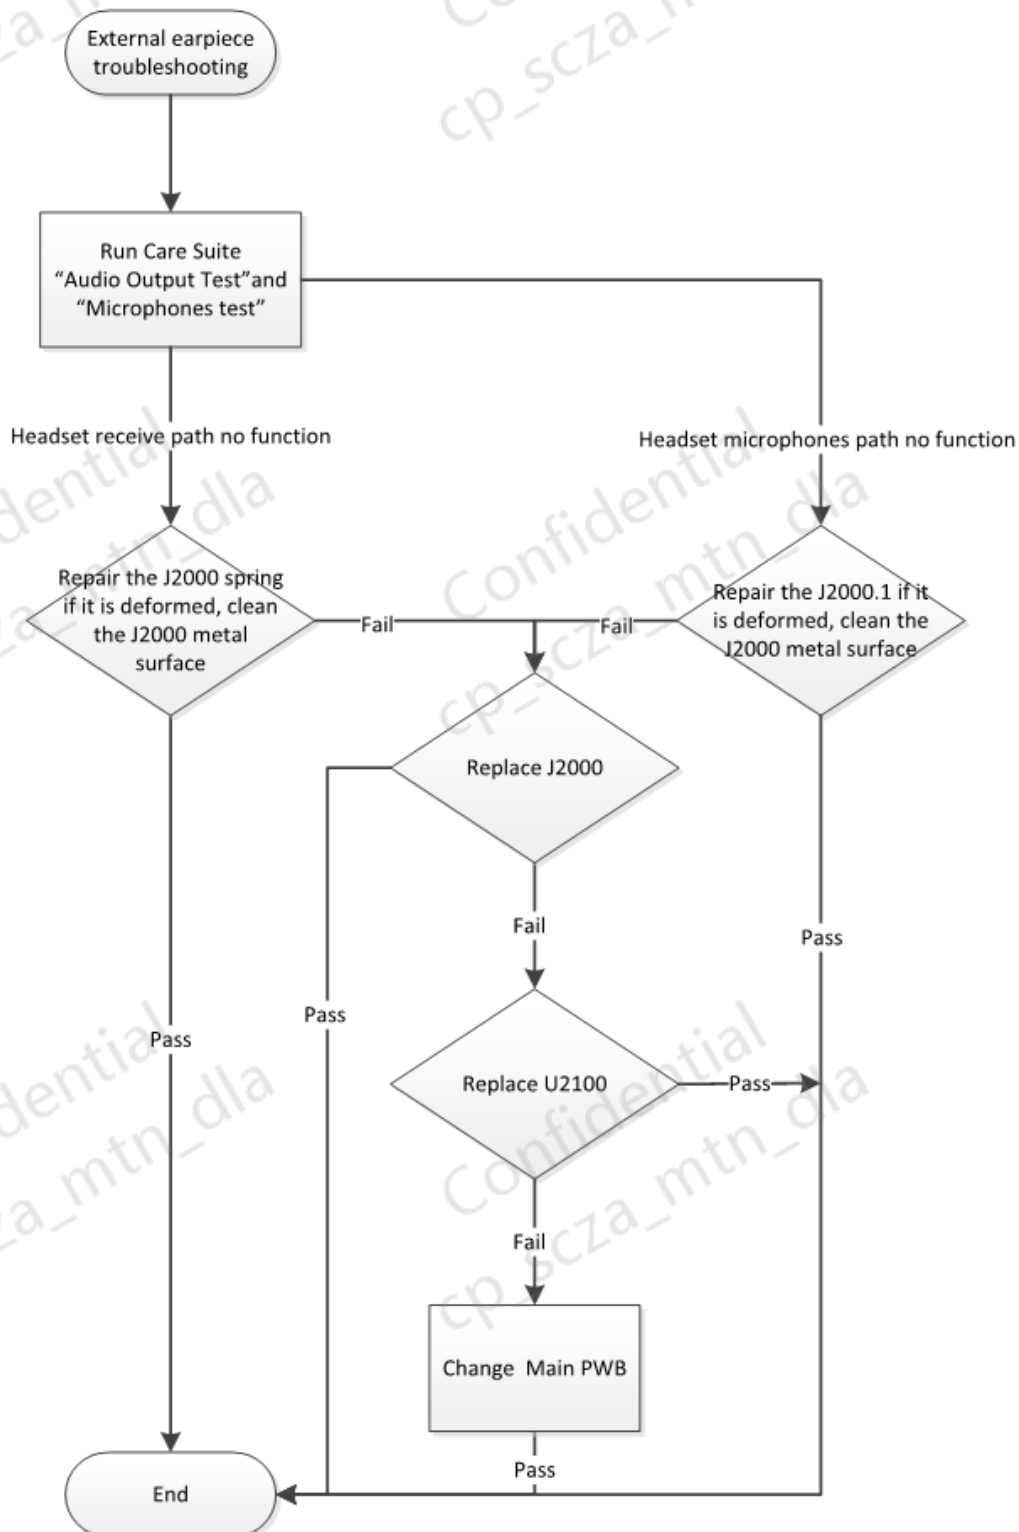 Confidential
cp_scza_m
External earpiece
troubleshooting
Run Care Suite
“Audio Output Test”and
“Microphones test”
Headset receive path no function
Headset microphones path no function
Repair the J2000 spring
if it is deformed, clean
the J2000 metal
surface
Fail
Fail
Repair the J2000.1 if it
is deformed, clean the
J2000 metal surface
Confidential
cp_scza_mtn_dla
Replace J2000
Fail
Pass
Pass
Pass
Replace U2100
Pass
Confidential
cp_scza_mtn_dla
Fail
Change  Main PWB
Pass
End